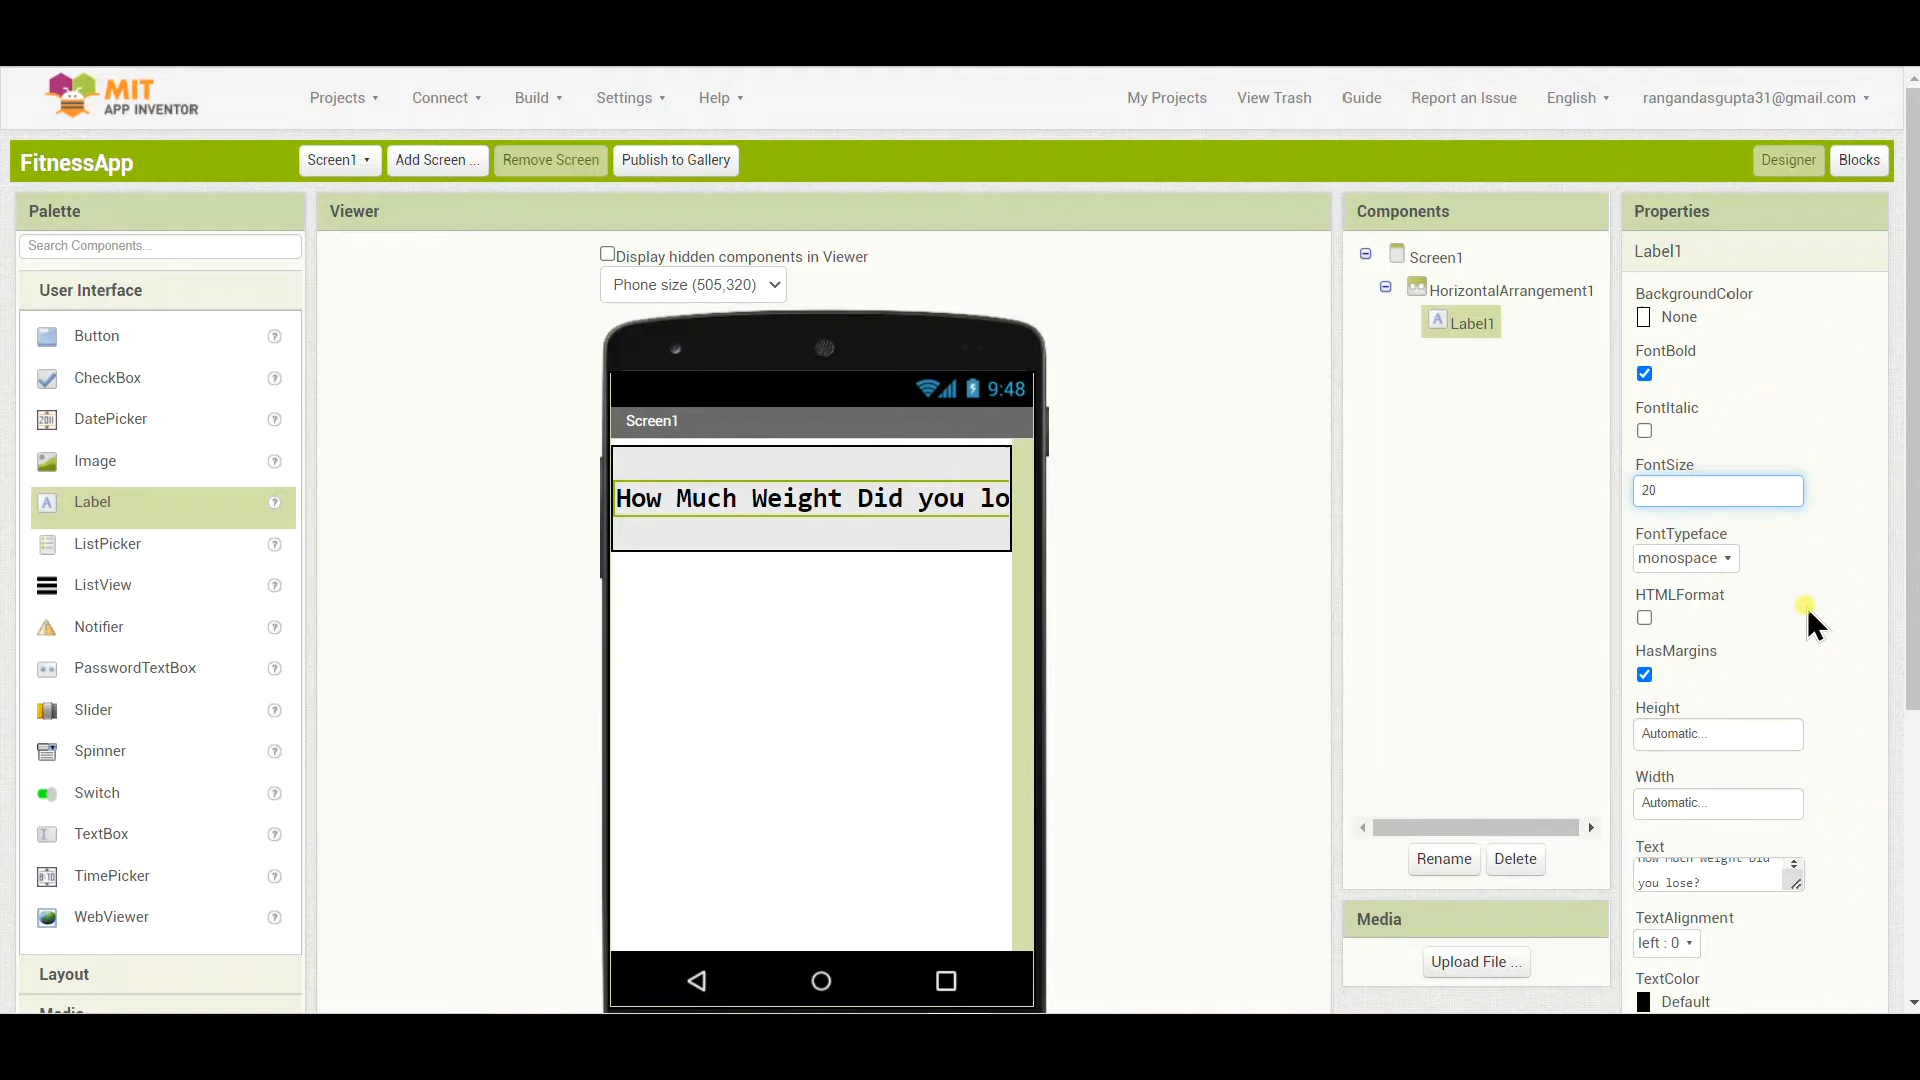 MIT
APP INVENTOR
Projects
Connect
Build
Settings
Help
My Projects
View Trash
Guide
Report an Issue
English
rangandasgupta31@gmail.com
FitnessApp
Screen1
Add Screen ...
Remove Screen
Publish to Gallery
Designer
Blocks
Palette
Search Components...
User Interface
Button
CheckBox
DatePicker
Image
Label
ListPicker
ListView
Notifier
PasswordTextBox
Slider
Spinner
Switch
TextBox
TimePicker
WebViewer
Layout
Media
Viewer
Display hidden components in Viewer
Phone size (505,320)
9:48
Screen1
How Much Weight Did you lo
Components
Screen1
HorizontalArrangement1
Label1
Rename
Delete
Media
Upload File ...
Properties
Label1
BackgroundColor
None
FontBold
FontItalic
FontSize
20
FontTypeface
monospace
HTMLFormat
HasMargins
Height
Automatic...
Width
Automatic...
Text
How Much Weight Did
you lose?
TextAlignment
left : 0
TextColor
Default